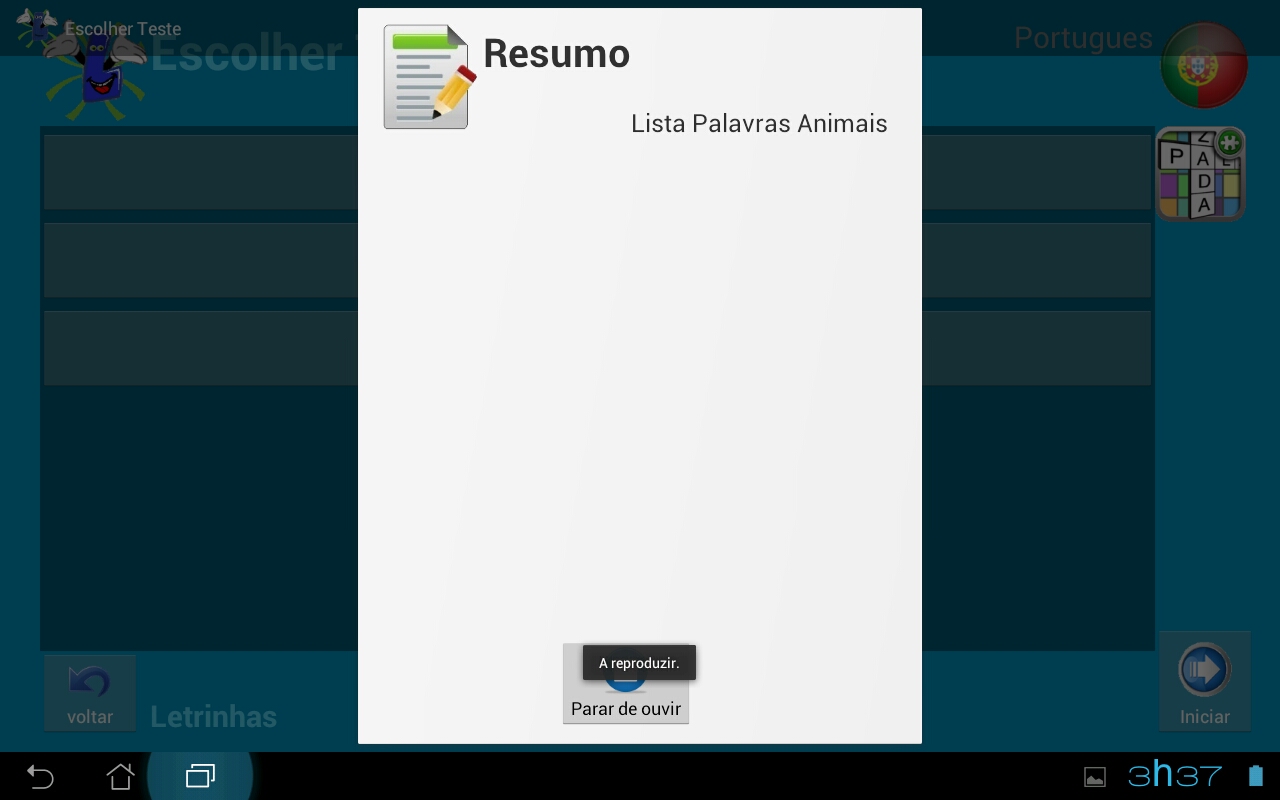 Escolher Teste
Escolher
Portugues
Resumo
Lista Palavras Animais
P A
D
A
A reproduzir.
Parar de ouvir
voltar
Letrinhas
Iniciar
3h37